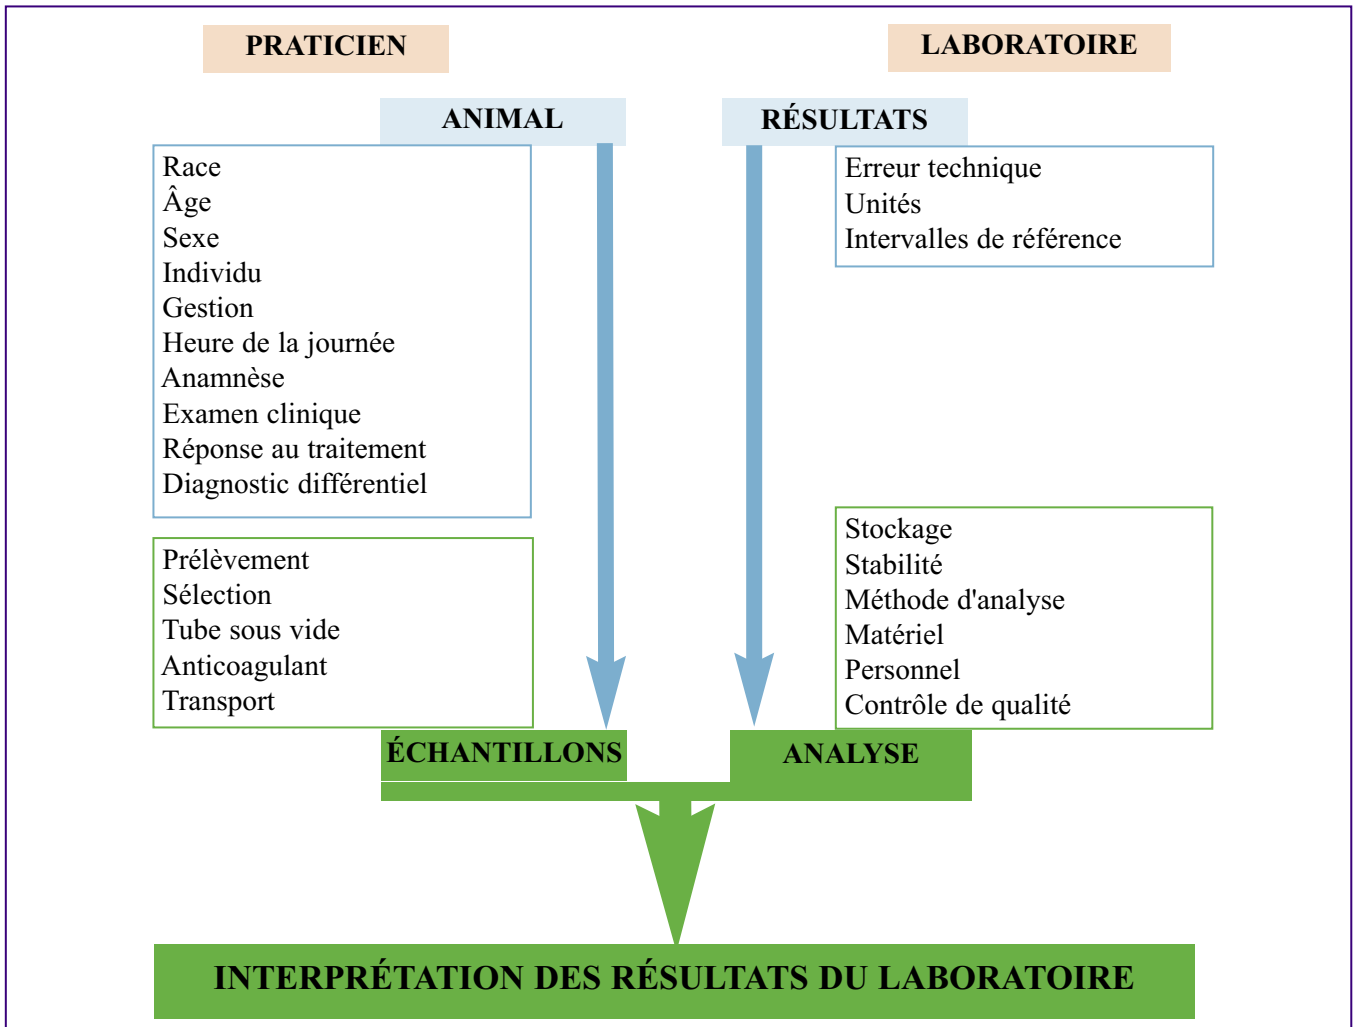 PRATICIEN
LABORATOIRE
ANIMAL
RÉSULTATS
Race
Âge
Sexe
Individu
Gestion
Heure de la journée
Anamnèse
Examen clinique
Réponse au traitement
Diagnostic différentiel
Erreur technique
Unités
Intervalles de référence
Prélèvement
Sélection
Tube sous vide
Anticoagulant
Transport
Stockage
Stabilité
Méthode d'analyse
Matériel
Personnel
Contrôle de qualité
ÉCHANTILLONS
ANALYSE
INTERPRÉTATION DES RÉSULTATS DU LABORATOIRE